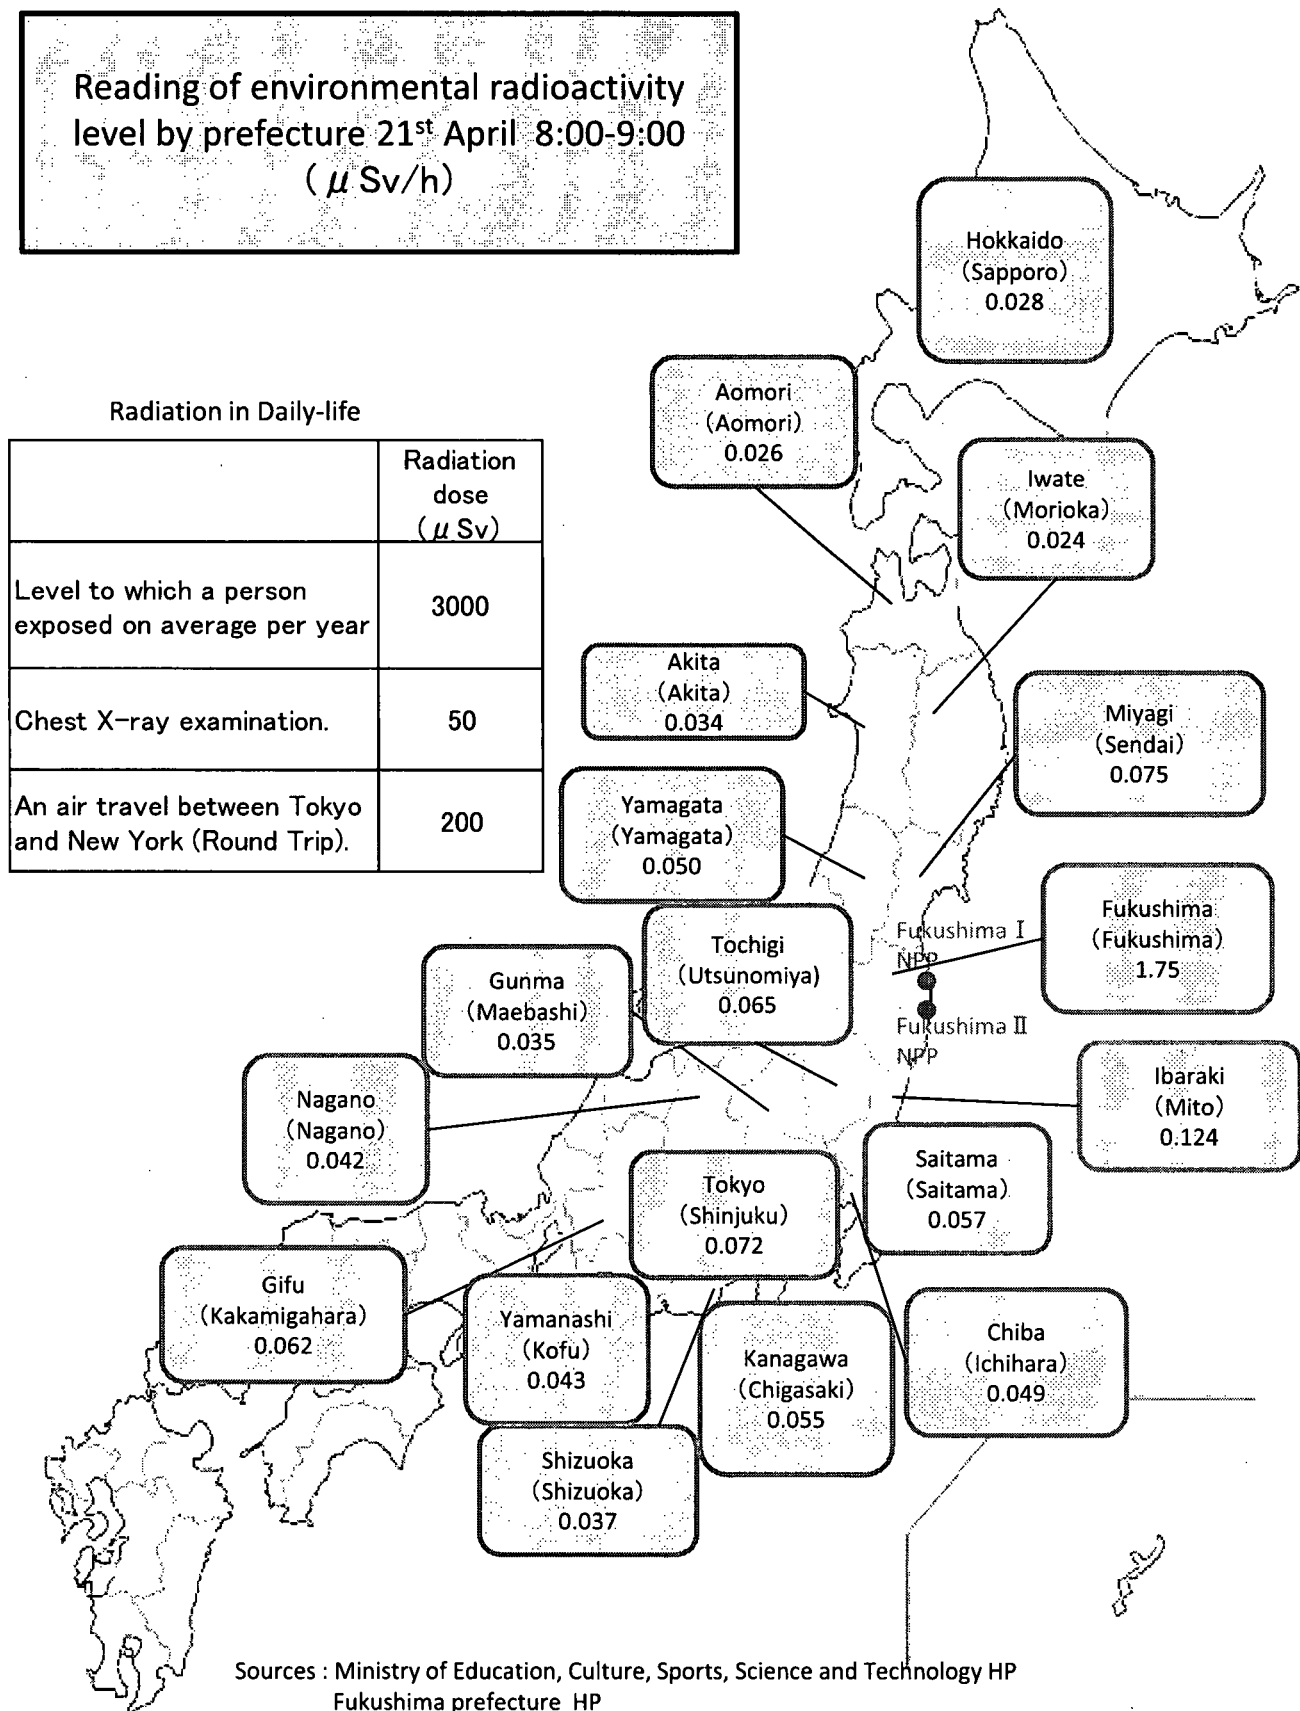 Reading of environmental radioactivity
level by prefecture 21st April 8:00-9:00
(μSv/h)
Hokkaido
(Sapporo)
0.028
Aomori
(Aomori)
0.026
Iwate
(Morioka)
0.024
Radiation in Daily-life
Radiation
dose
(μSv)
Level to which a person
exposed on average per year
3000
Chest X-ray examination.
50
An air travel between Tokyo
and New York (Round Trip).
200
Akita
(Akita)
0.034
Miyagi
(Sendai)
0.075
Yamagata
(Yamagata)
0.050
Fukushima
(Fukushima)
1.75
Fukushima Ⅰ
NPP
Fukushima Ⅱ
NPP
Tochigi
(Utsunomiya)
0.065
Gunma
(Maebashi)
0.035
Ibaraki
(Mito)
0.124
Nagano
(Nagano)
0.042
Saitama
(Saitama)
0.057
Tokyo
(Shinjuku)
0.072
Gifu
(Kakamigahara)
0.062
Yamanashi
(Kofu)
0.043
Kanagawa
(Chigasaki)
0.055
Chiba
(Ichihara)
0.049
Shizuoka
(Shizuoka)
0.037
Sources : Ministry of Education, Culture, Sports, Science and Technology HP
Fukushima prefecture HP